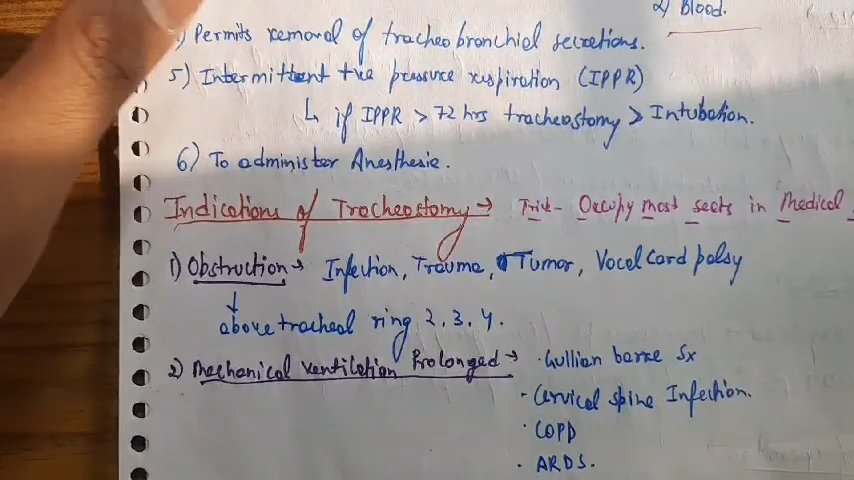 2) Blood.
) Permits removal of tracheobronchial secretions.
5) Intermittent +ve pressure respiration (IPPR)
↳ if IPPR > 72 hrs tracheostomy > Intubation.
6) To administer Anesthesia.
Indications of Tracheostomy → Trick- Occupy most seats in Medical
1) Obstruction → Infection, Trauma, Tumor, Vocal cord palsy
↓
above tracheal ring 2, 3, 4.
2) Mechanical ventilation Prolonged → · Gullian barre Sx
· Cervical spine Infection.
· COPD
· ARDS.